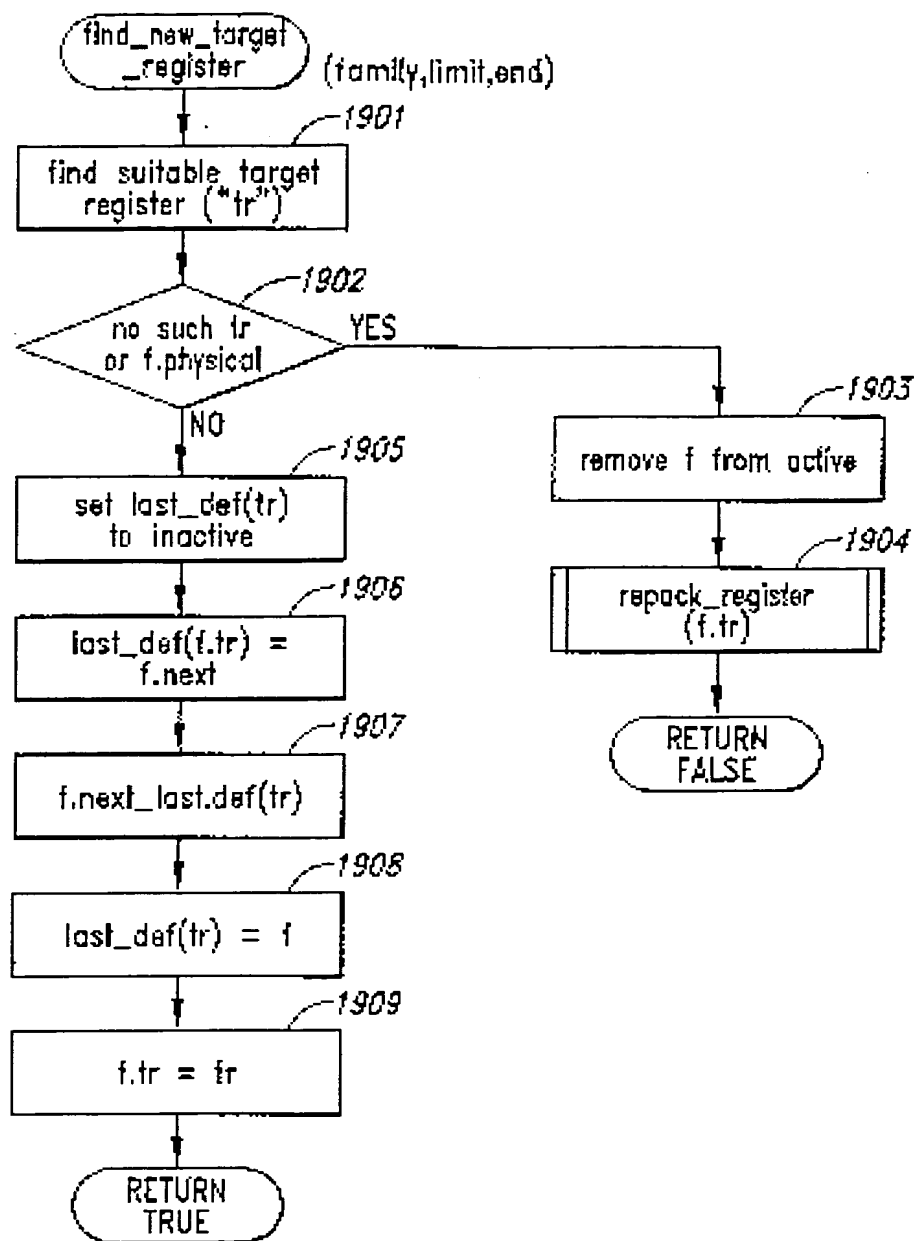 find_new_target
_register
(family,limit,end)
1901
find suitable target
register ("tr")
1902
no such tr
or f.physical
YES
NO
1903
remove f from active
1904
repack_register
(f.tr)
RETURN
FALSE
1905
set last_def(tr)
to inactive
1906
last_def(f.tr) =
f.next
1907
f.next_last.def(tr)
1908
last_def(tr) = f
1909
f.tr = tr
RETURN
TRUE